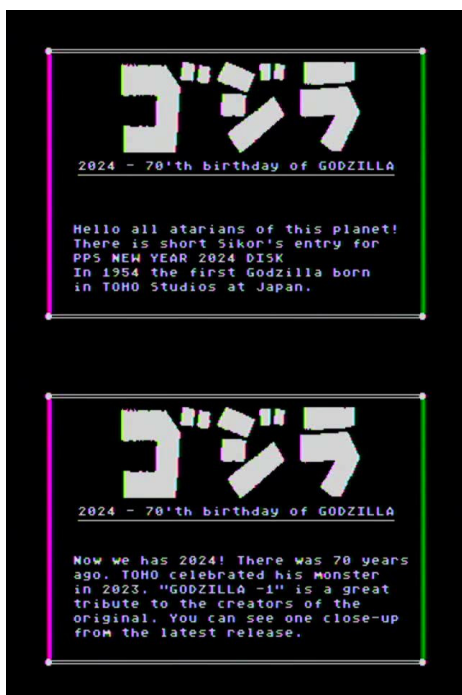 ゴジラ
2024 - 70'th birthday of GODZILLA
Hello all atarians of this planet!
There is short Sikor's entry for
PPS NEW YEAR 2024 DISK
In 1954 the first Godzilla born
in TOHO Studios at Japan.
ゴジラ
2024 - 70'th birthday of GODZILLA
Now we has 2024! There was 70 years
ago. TOHO celebrated his monster
in 2023. "GODZILLA -1" is a great
tribute to the creators of the
original. You can see one close-up
from the latest release.